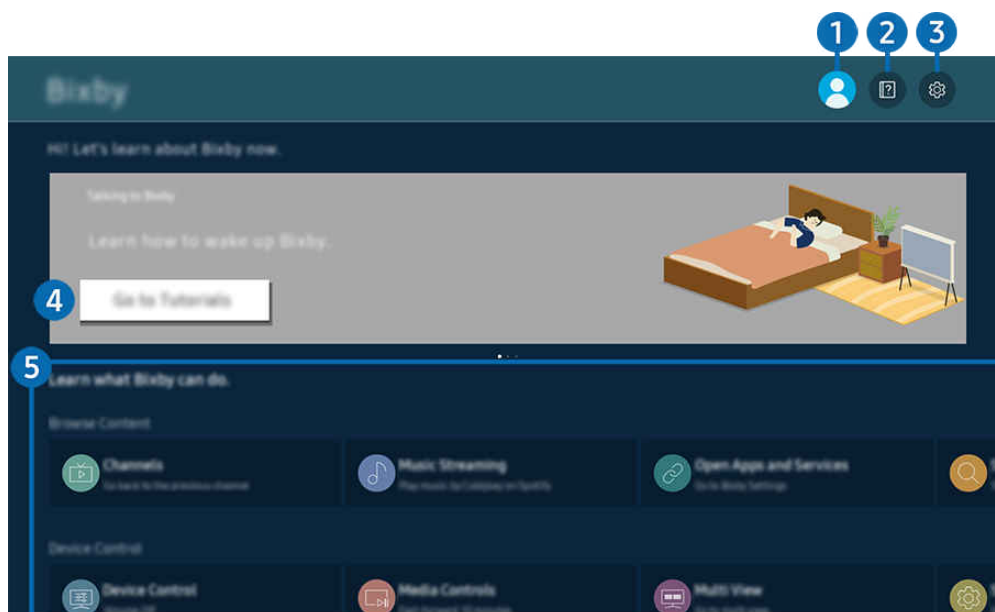 1 2 3
Bixby
Hi! Let's learn about Bixby now.
Talking to Bixby
Learn how to wake up Bixby.
4
Go to Tutorials
5
Learn what Bixby can do.
Browse Content
Channels
Go back to the previous channel
Music Streaming
Play music by Coldplay on Spotify
Open Apps and Services
Go to Bixby Settings
Device Control
Device Control
Media Controls
Multi View